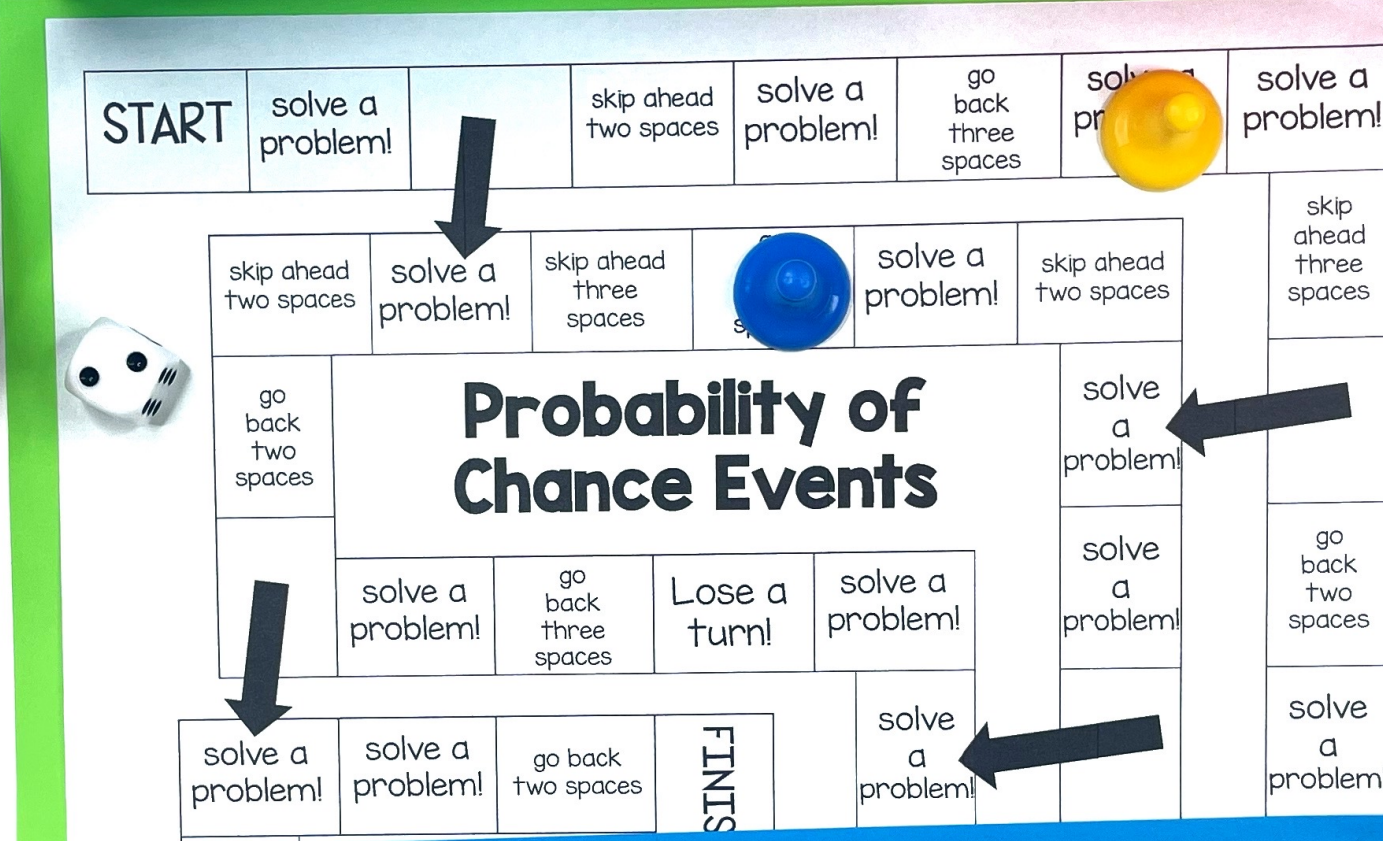 START
solve a
problem!
skip ahead
two spaces
solve a
problem!
go
back
three
spaces
solve a
problem!
skip
ahead
three
spaces
skip ahead
two spaces
solve a
problem!
skip ahead
three
spaces
solve a
problem!
skip ahead
two spaces
go
back
two
spaces
Probability of
Chance Events
solve
a
problem!
solve
a
problem!
go
back
two
spaces
solve a
problem!
go
back
three
spaces
Lose a
turn!
solve a
problem!
solve
a
problem!
solve
a
problem
solve a
problem!
solve a
problem!
go back
two spaces
FINIS